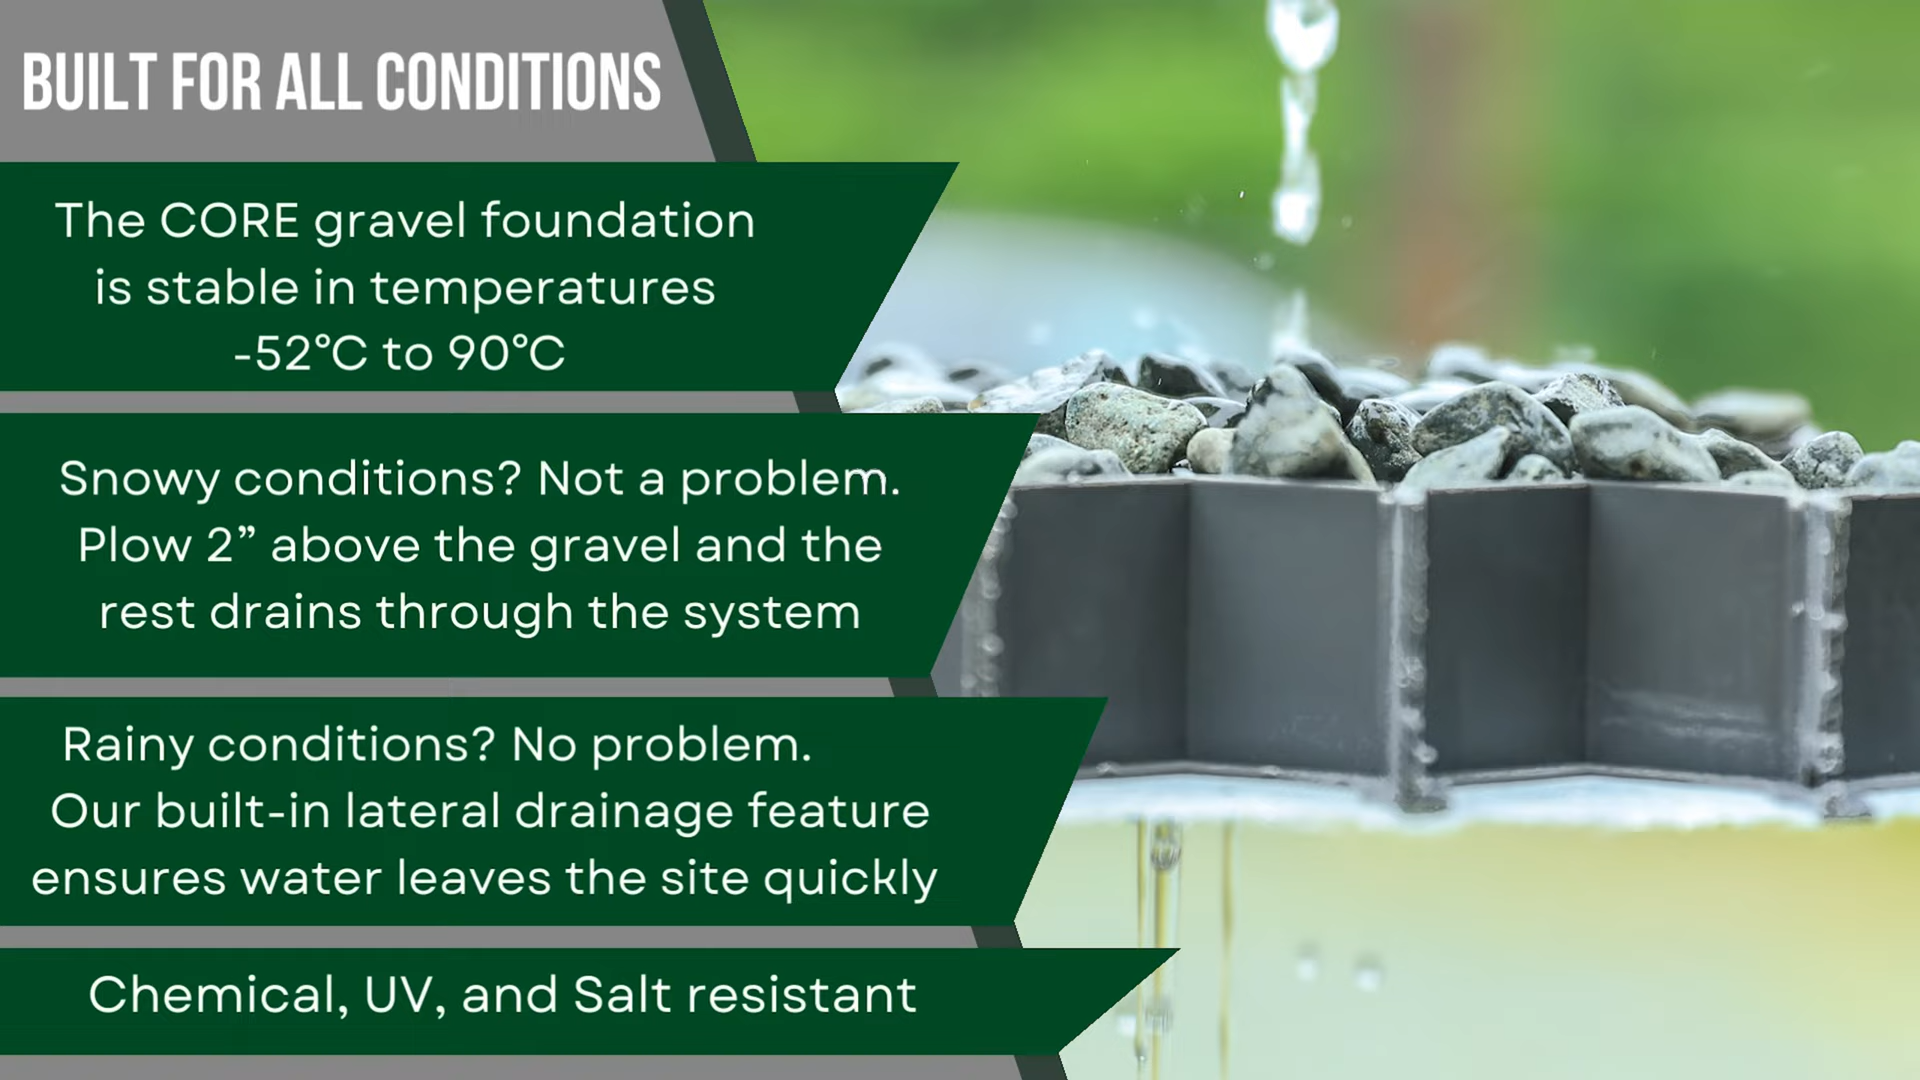 BUILT FOR ALL CONDITIONS
The CORE gravel foundation
is stable in temperatures
-52°C to 90°C
Snowy conditions? Not a problem.
Plow 2” above the gravel and the
rest drains through the system
Rainy conditions? No problem.
Our built-in lateral drainage feature
ensures water leaves the site quickly
Chemical, UV, and Salt resistant